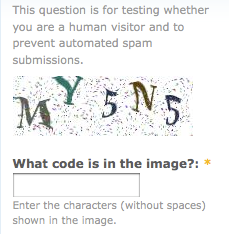 This question is for testing whether
you are a human visitor and to
prevent automated spam
submissions.
MY5N5
What code is in the image?: *
Enter the characters (without spaces)
shown in the image.